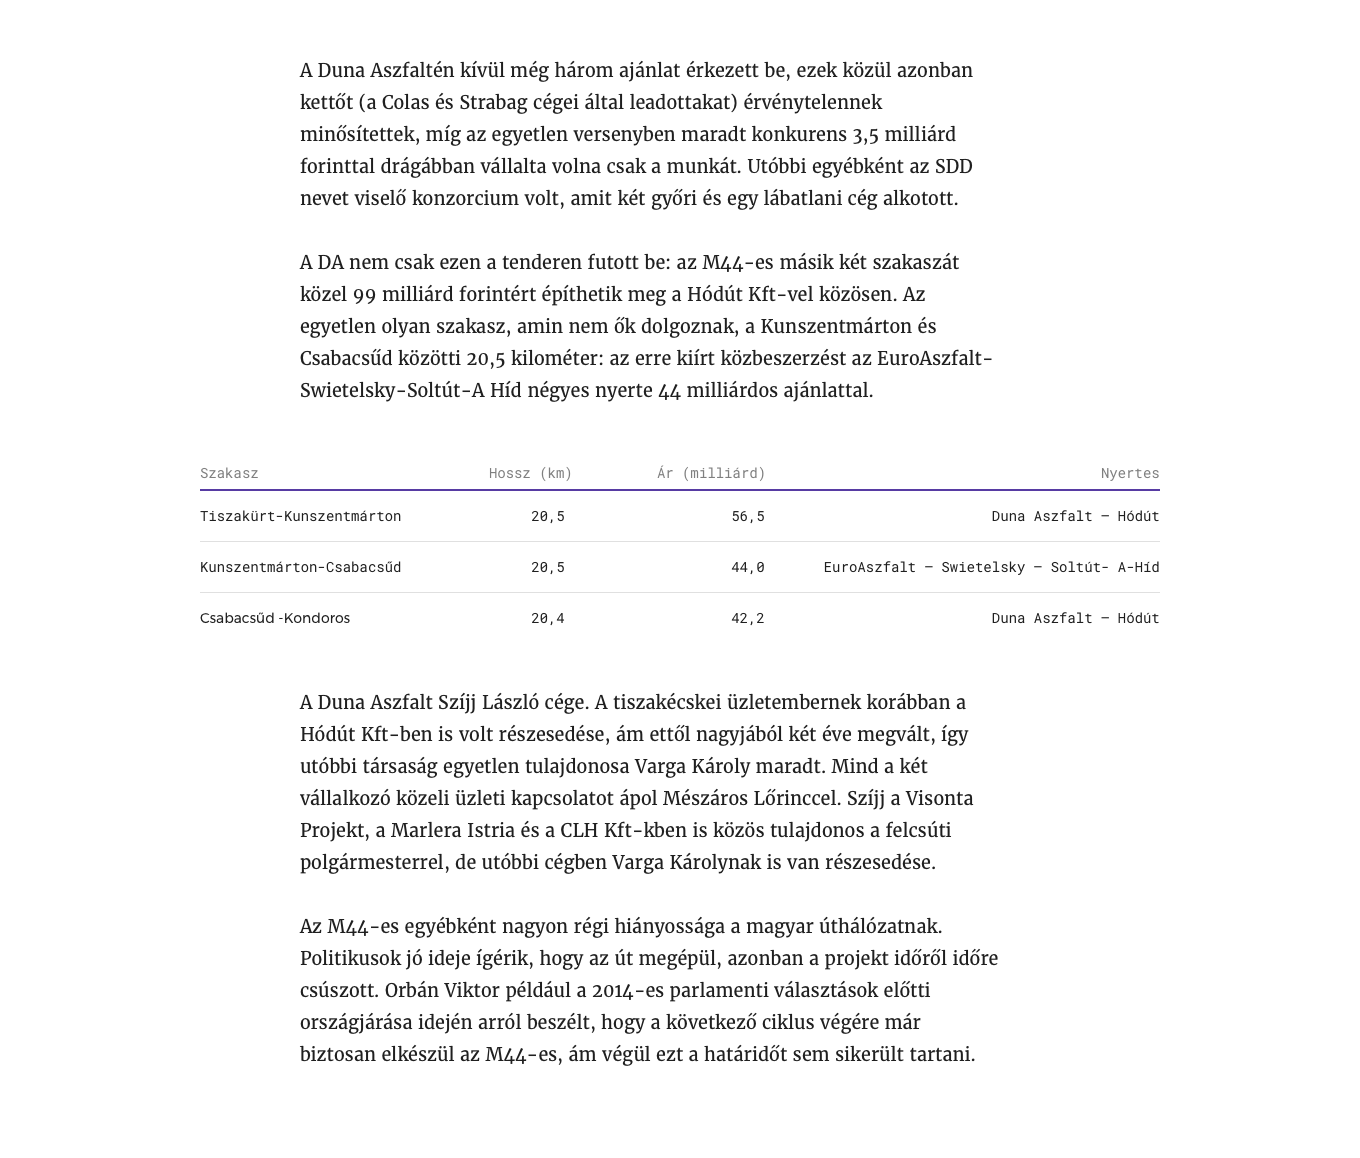 A Duna Aszfaltén kívül még három ajánlat érkezett be, ezek közül azonban
kettőt (a Colas és Strabag cégei által leadottakat) érvénytelennek
minősítettek, míg az egyetlen versenyben maradt konkurens 3,5 milliárd
forinttal drágábban vállalta volna csak a munkát. Utóbbi egyébként az SDD
nevet viselő konzorcium volt, amit két győri és egy lábatlani cég alkotott.
A DA nem csak ezen a tenderen futott be: az M44-es másik két szakaszát
közel 99 milliárd forintért építhetik meg a Hódút Kft-vel közösen. Az
egyetlen olyan szakasz, amin nem ők dolgoznak, a Kunszentmárton és
Csabacsűd közötti 20,5 kilométer: az erre kiírt közbeszerzést az EuroAszfalt-
Swietelsky-Soltút-A Híd négyes nyerte 44 milliárdos ajánlattal.
Szakasz Hossz (km) Ár (milliárd) Nyertes
Tiszakürt-Kunszentmárton 20,5 56,5 Duna Aszfalt – Hódút
Kunszentmárton-Csabacsűd 20,5 44,0 EuroAszfalt – Swietelsky – Soltút- A-Híd
Csabacsűd -Kondoros 20,4 42,2 Duna Aszfalt – Hódút
A Duna Aszfalt Szíjj László cége. A tiszakécskei üzletembernek korábban a
Hódút Kft-ben is volt részesedése, ám ettől nagyjából két éve megvált, így
utóbbi társaság egyetlen tulajdonosa Varga Károly maradt. Mind a két
vállalkozó közeli üzleti kapcsolatot ápol Mészáros Lőrinccel. Szíjj a Visonta
Projekt, a Marlera Istria és a CLH Kft-kben is közös tulajdonos a felcsúti
polgármesterrel, de utóbbi cégben Varga Károlynak is van részesedése.
Az M44-es egyébként nagyon régi hiányossága a magyar úthálózatnak.
Politikusok jó ideje ígérik, hogy az út megépül, azonban a projekt időről időre
csúszott. Orbán Viktor például a 2014-es parlamenti választások előtti
országjárása idején arról beszélt, hogy a következő ciklus végére már
biztosan elkészül az M44-es, ám végül ezt a határidőt sem sikerült tartani.